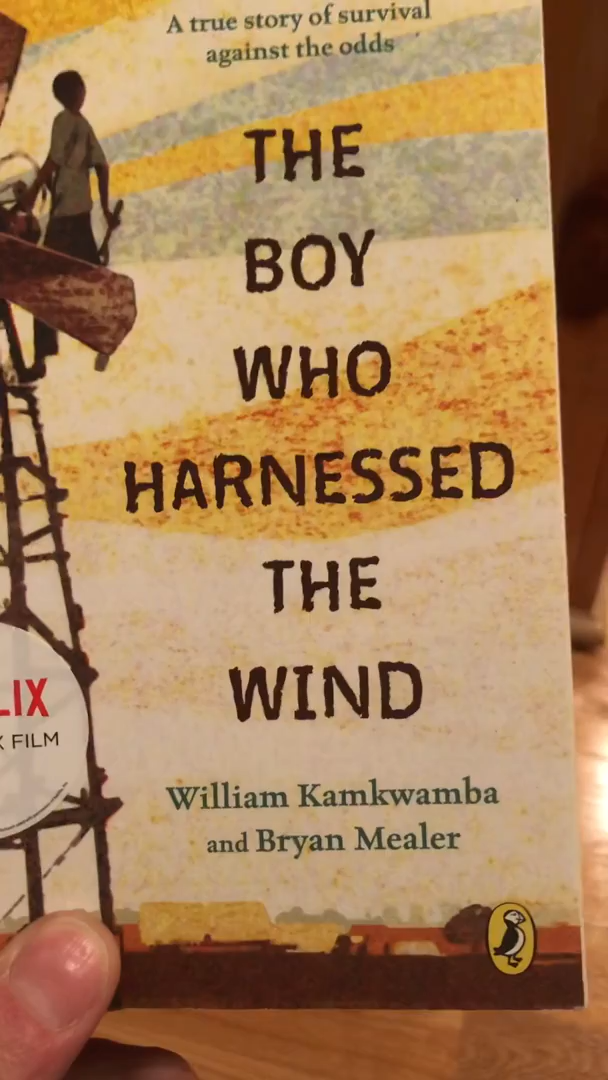 A true story of survival
against the odds
THE
BOY
WHO
HARNESSED
THE
WIND
LIX
FILM
William Kamkwamba
and Bryan Mealer